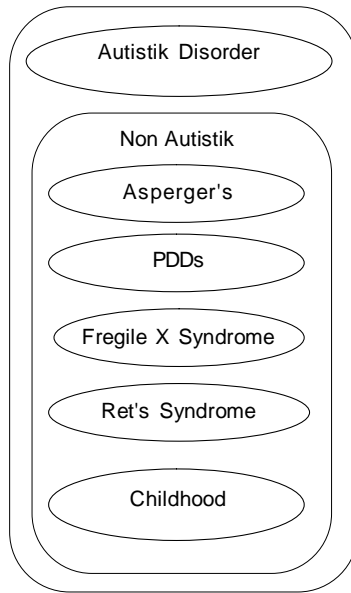 Autistik Disorder
Non Autistik
Asperger's
PDDs
Fregile X Syndrome
Ret's Syndrome
Childhood